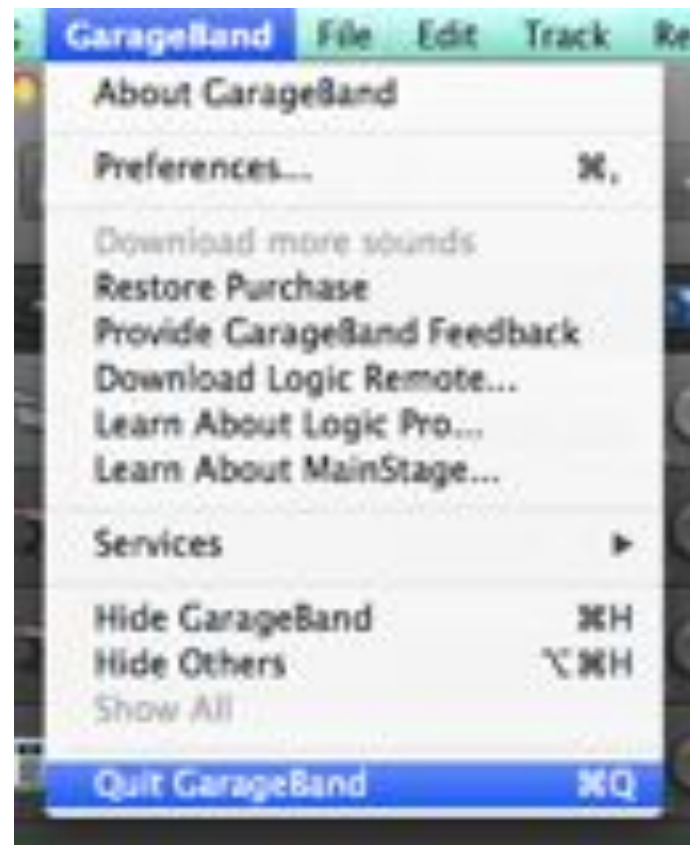 GarageBand File Edit Track Re
About GarageBand
Preferences... ⌘,
Download more sounds
Restore Purchase
Provide GarageBand Feedback
Download Logic Remote...
Learn About Logic Pro...
Learn About MainStage...
Services ▶
Hide GarageBand ⌘H
Hide Others ⌥⌘H
Show All
Quit GarageBand ⌘Q